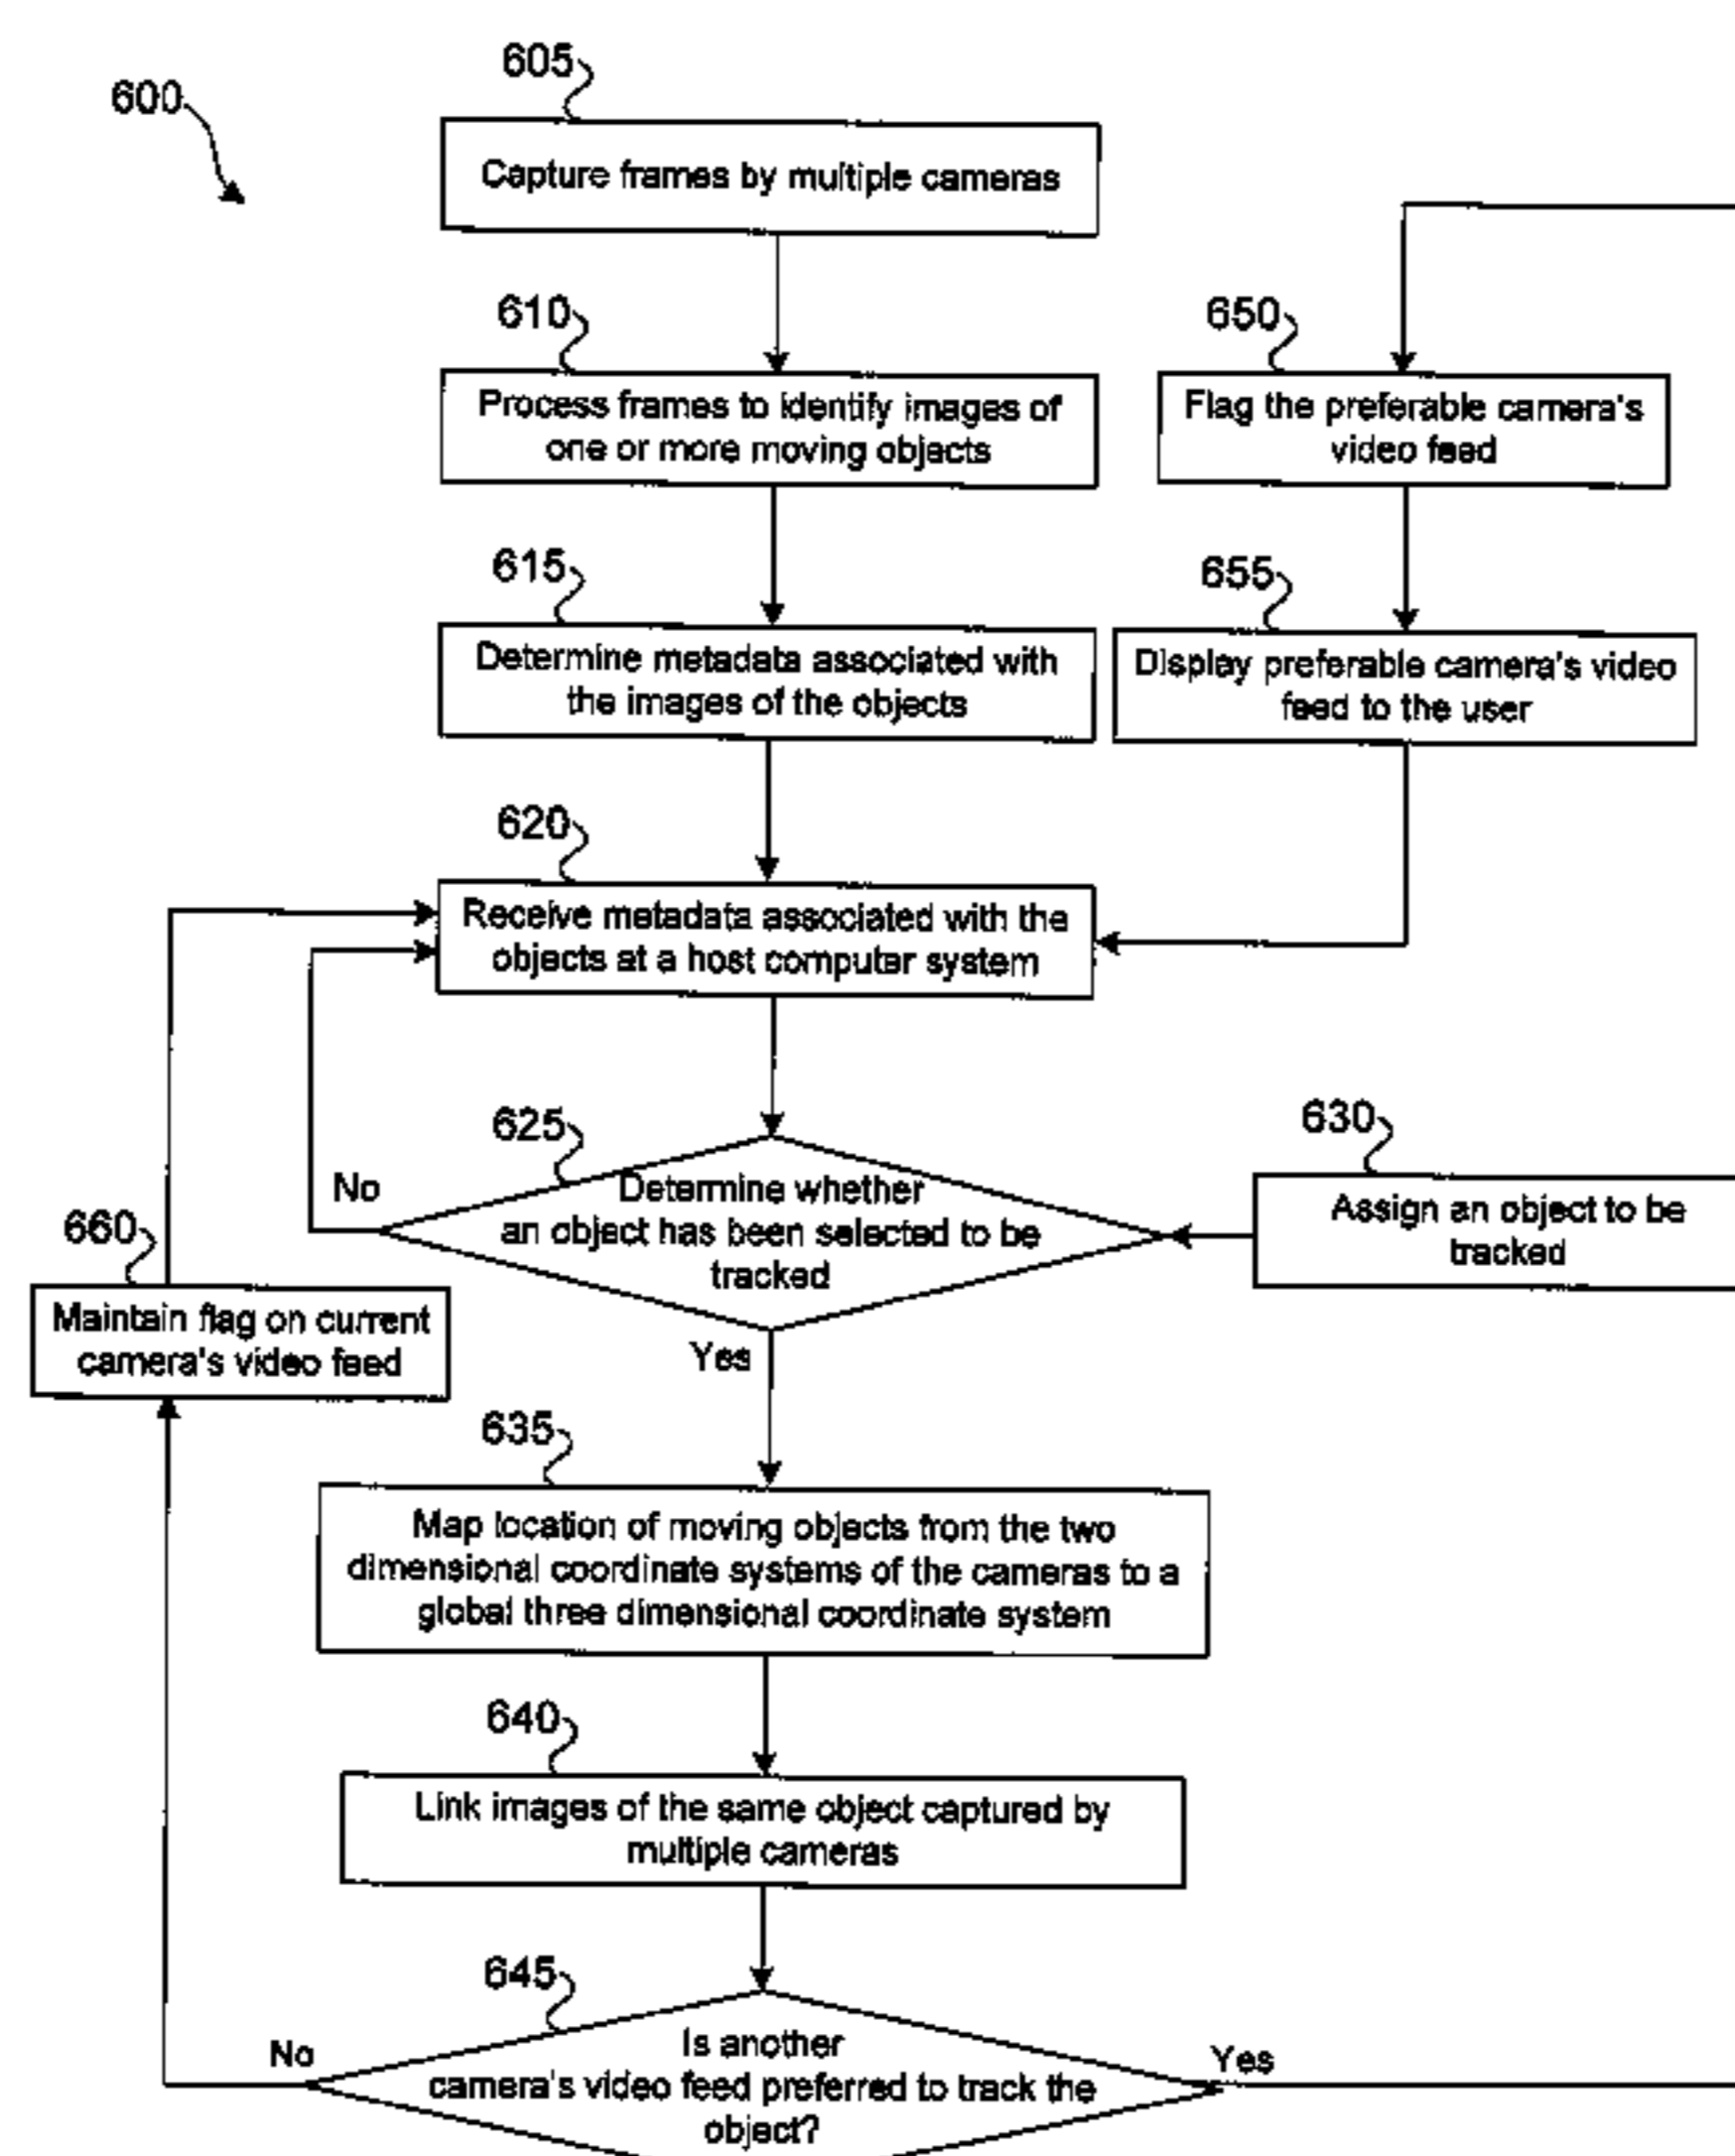 600
605
Capture frames by multiple cameras
610
Process frames to identify images of
one or more moving objects
615
Determine metadata associated with
the images of the objects
620
Receive metadata associated with the
objects at a host computer system
625
Determine whether
an object has been selected to be
tracked
No
Yes
630
Assign an object to be
tracked
635
Map location of moving objects from the two
dimensional coordinate systems of the cameras to a
global three dimensional coordinate system
640
Link images of the same object captured by
multiple cameras
645
Is another
camera's video feed preferred to track the
object?
No
Yes
650
Flag the preferable camera's
video feed
655
Display preferable camera's video
feed to the user
660
Maintain flag on current
camera's video feed